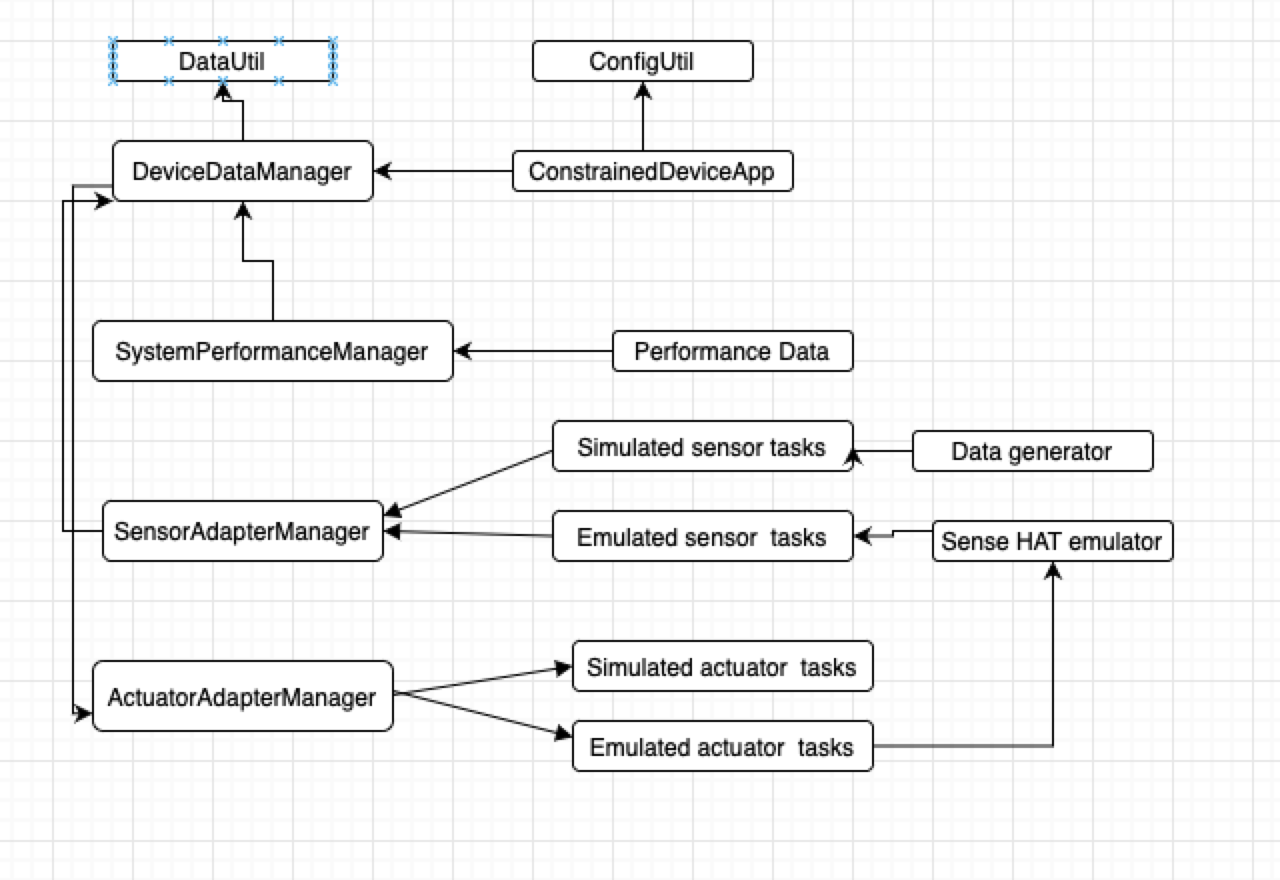 DataUtil
ConfigUtil
DeviceDataManager
ConstrainedDeviceApp
SystemPerformanceManager
Performance Data
Simulated sensor tasks
Data generator
SensorAdapterManager
Emulated sensor  tasks
Sense HAT emulator
Simulated actuator  tasks
ActuatorAdapterManager
Emulated actuator  tasks